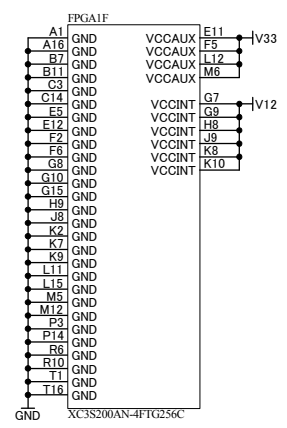 FPGA1F
A1 GND VCCAUX E11 V33
A16 GND VCCAUX F5
B7 GND VCCAUX L12
B11 GND VCCAUX M6
C3 GND
C14 GND VCCINT G7 V12
E5 GND VCCINT G9
E12 GND VCCINT H8
F2 GND VCCINT J9
F6 GND VCCINT K8
G8 GND VCCINT K10
G10 GND
G15 GND
H9 GND
J8 GND
K2 GND
K7 GND
K9 GND
L11 GND
L15 GND
M5 GND
M12 GND
P3 GND
P14 GND
R6 GND
R10 GND
T1 GND
T16 GND
GND XC3S200AN-4FTG256C